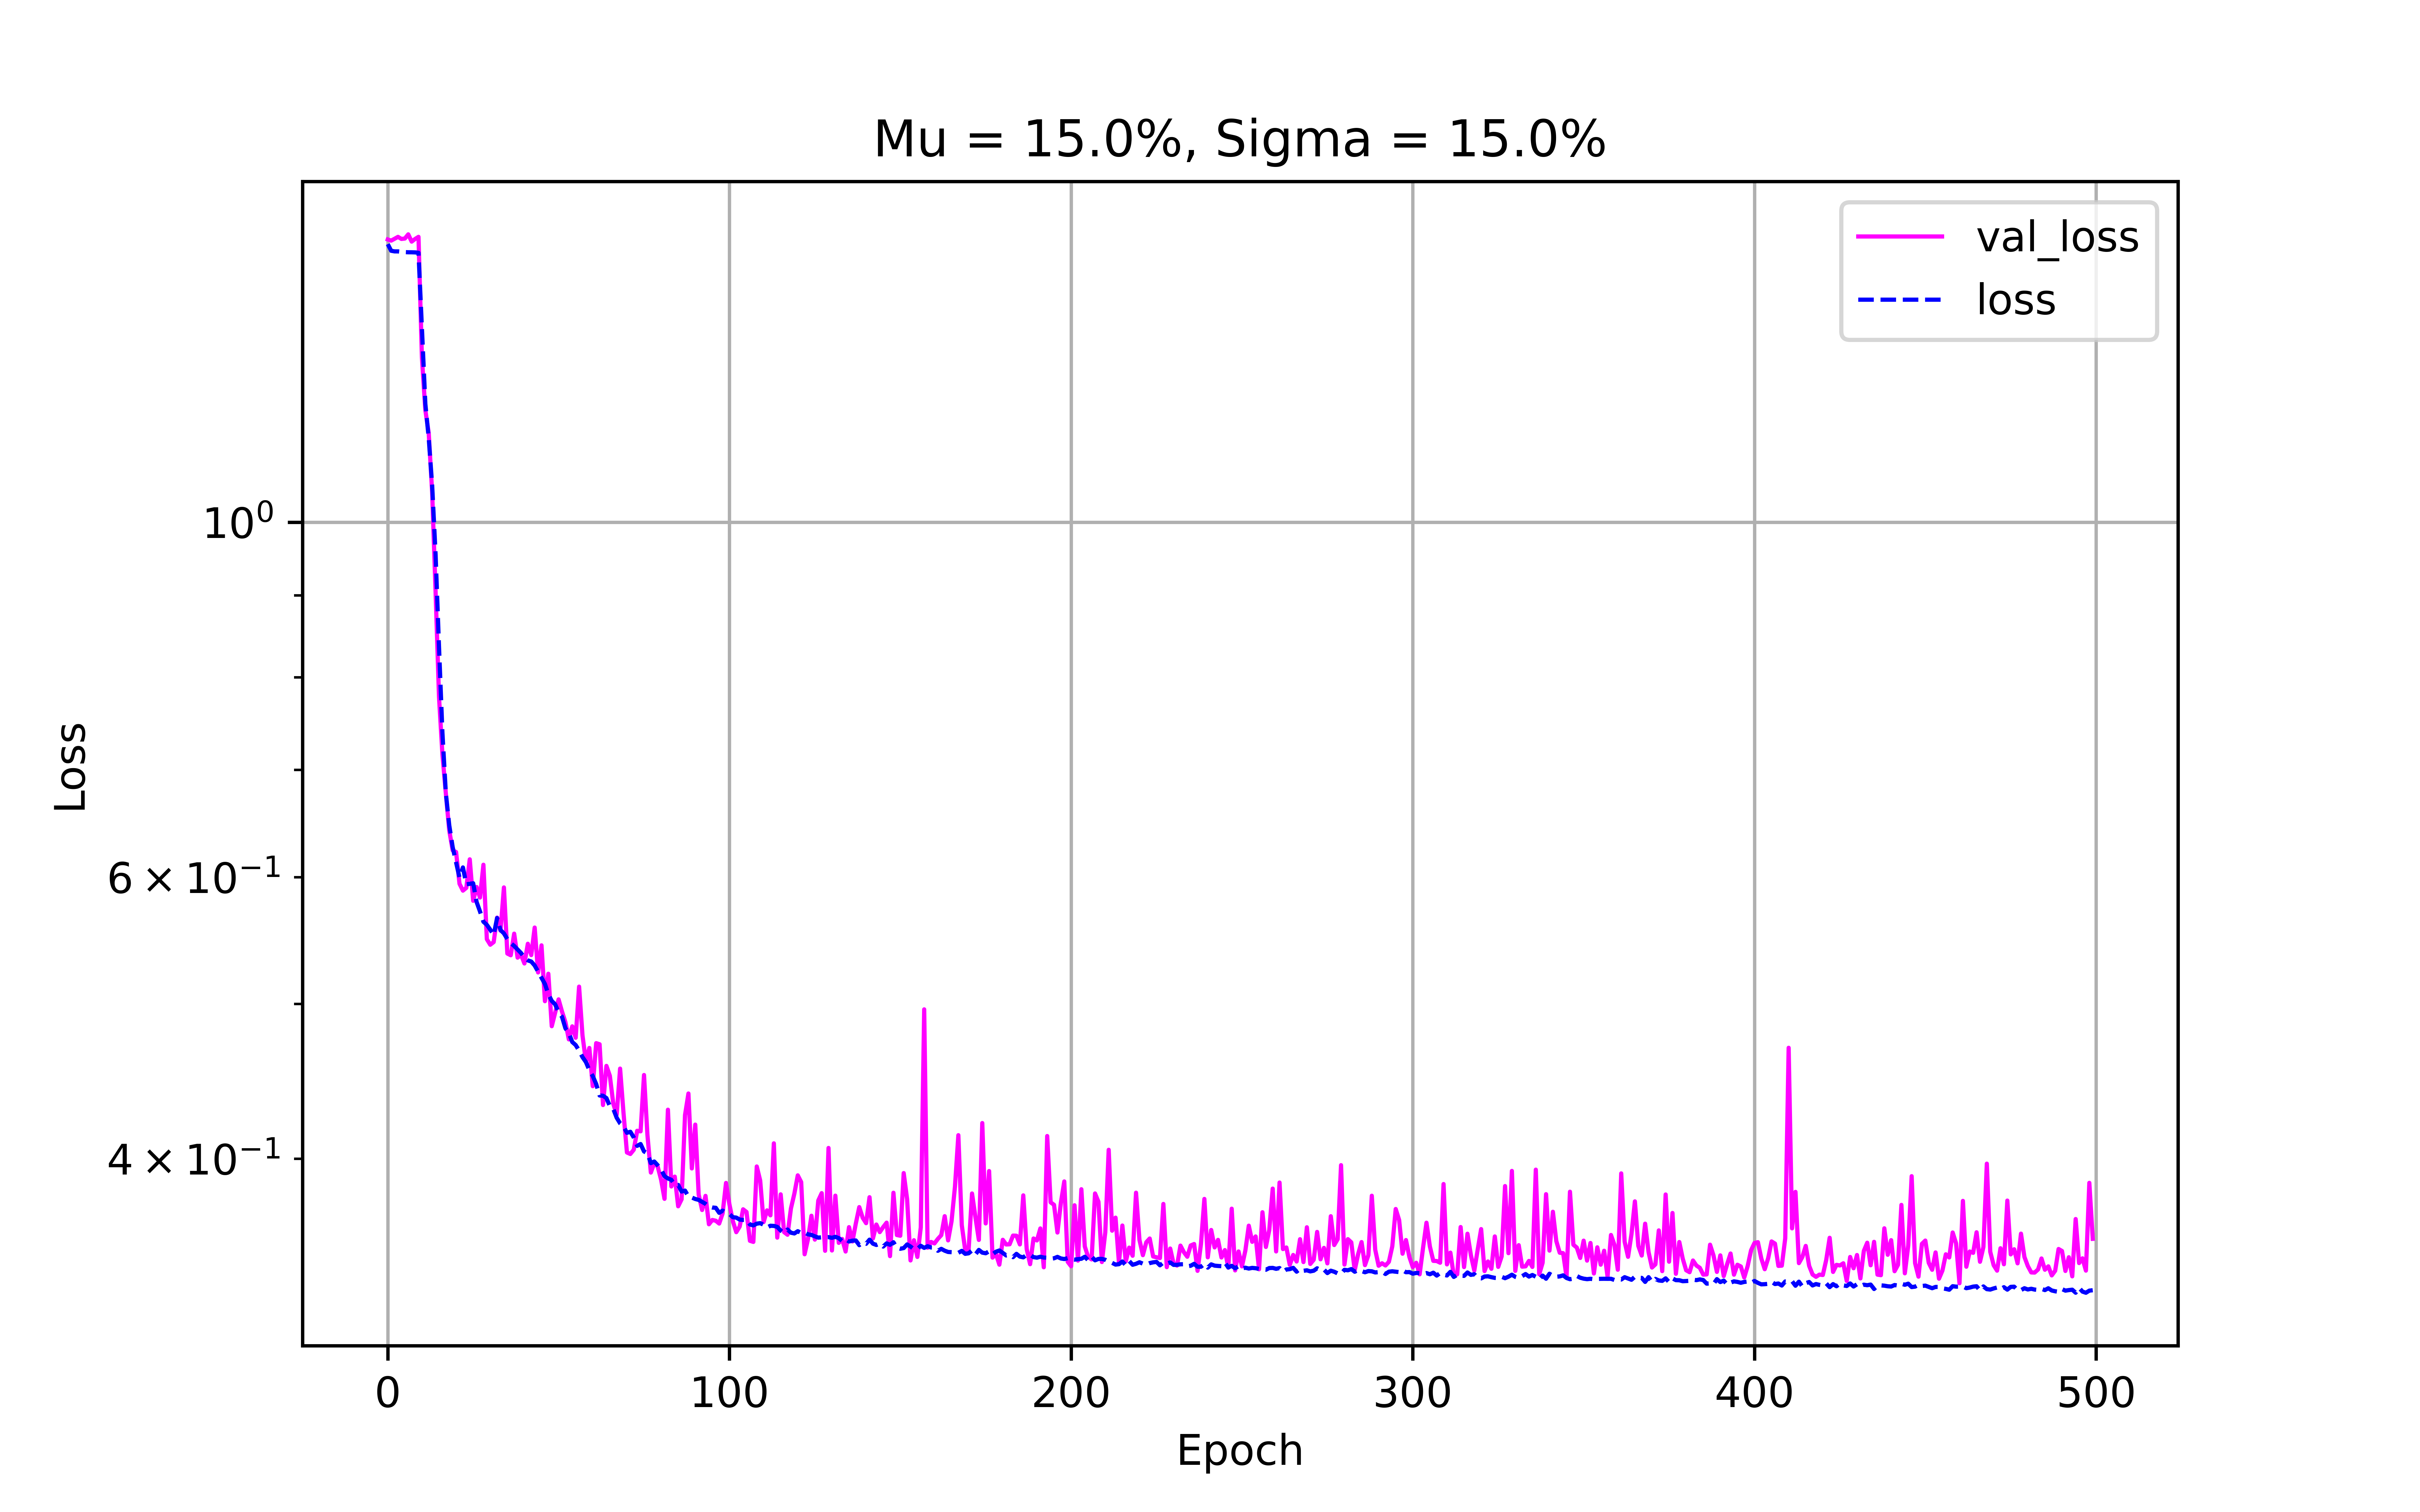 Mu = 15.0%, Sigma = 15.0%
val_loss
loss
10⁰
6 × 10⁻¹
4 × 10⁻¹
Loss
0 100 200 300 400 500
Epoch